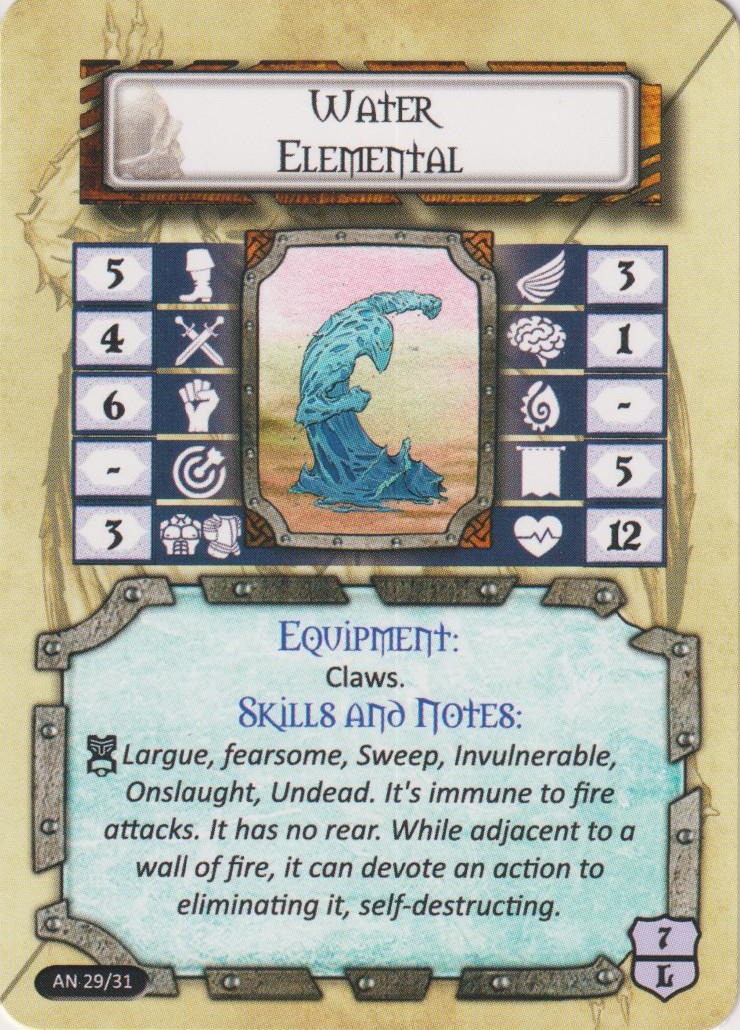 Water
Elemental
5
3
4
1
6
-
-
5
3
12
Equipment:
Claws.
Skills and Notes:
Largue, fearsome, Sweep, Invulnerable,
Onslaught, Undead. It's immune to fire
attacks. It has no rear. While adjacent to a
wall of fire, it can devote an action to
eliminating it, self-destructing.
7
L
AN 29/31